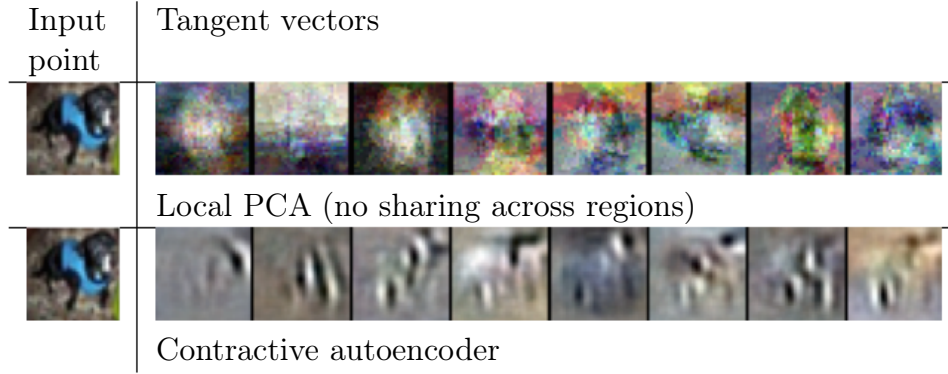 Input
point
Tangent vectors
Local PCA (no sharing across regions)
Contractive autoencoder